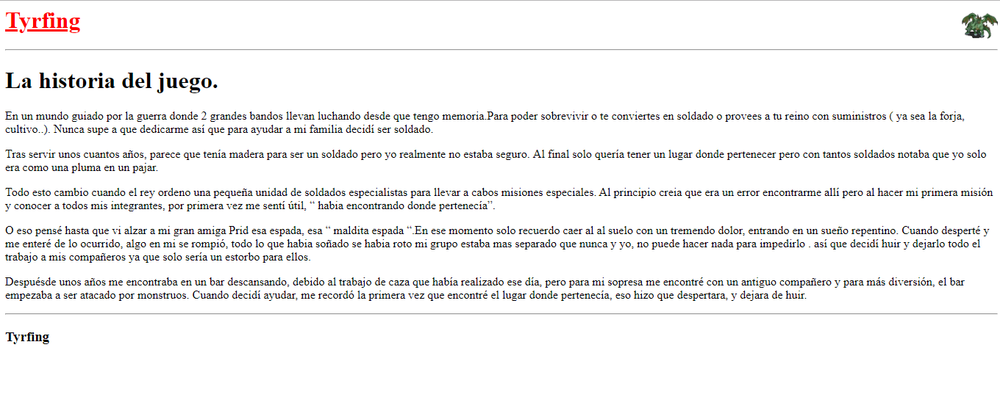 Tyrfing
La historia del juego.
En un mundo guiado por la guerra donde 2 grandes bandos llevan luchando desde que tengo memoria.Para poder sobrevivir o te conviertes en soldado o provees a tu reino con suministros ( ya sea la forja,
cultivo..). Nunca supe a que dedicarme así que para ayudar a mi familia decidí ser soldado.
Tras servir unos cuantos años, parece que tenía madera para ser un soldado pero yo realmente no estaba seguro. Al final solo quería tener un lugar donde pertenecer pero con tantos soldados notaba que yo solo
era como una pluma en un pajar.
Todo esto cambio cuando el rey ordeno una pequeña unidad de soldados especialistas para llevar a cabos misiones especiales. Al principio creia que era un error encontrarme allí pero al hacer mi primera misión
y conocer a todos mis integrantes, por primera vez me sentí útil, “ habia encontrando donde pertenecía”.
O eso pensé hasta que vi alzar a mi gran amiga Prid esa espada, esa “ maldita espada “.En ese momento solo recuerdo caer al al suelo con un tremendo dolor, entrando en un sueño repentino. Cuando desperté y
me enteré de lo ocurrido, algo en mi se rompió, todo lo que habia soñado se habia roto mi grupo estaba mas separado que nunca y yo, no puede hacer nada para impedirlo . así que decidí huir y dejarlo todo el
trabajo a mis compañeros ya que solo sería un estorbo para ellos.
Despuésde unos años me encontraba en un bar descansando, debido al trabajo de caza que había realizado ese día, pero para mi sopresa me encontré con un antiguo compañero y para más diversión, el bar
empezaba a ser atacado por monstruos. Cuando decidí ayudar, me recordó la primera vez que encontré el lugar donde pertenecía, eso hizo que despertara, y dejara de huir.
Tyrfing